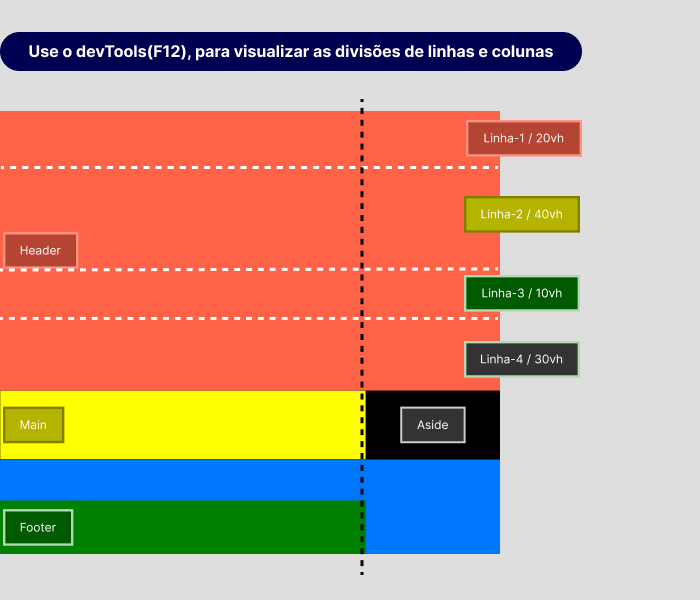 Use o devTools(F12), para visualizar as divisões de linhas e colunas
Linha-1 / 20vh
Linha-2 / 40vh
Header
Linha-3 / 10vh
Linha-4 / 30vh
Main
Aside
Footer